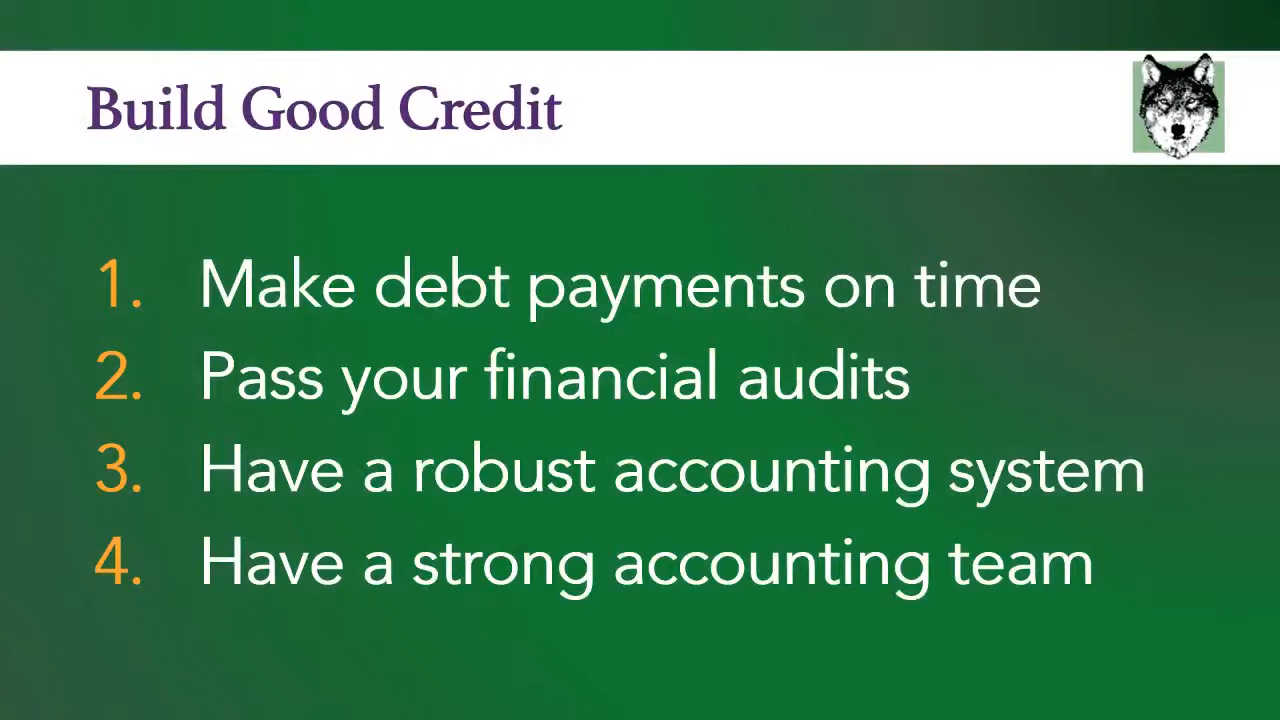 Build Good Credit
1. Make debt payments on time
2. Pass your financial audits
3. Have a robust accounting system
4. Have a strong accounting team